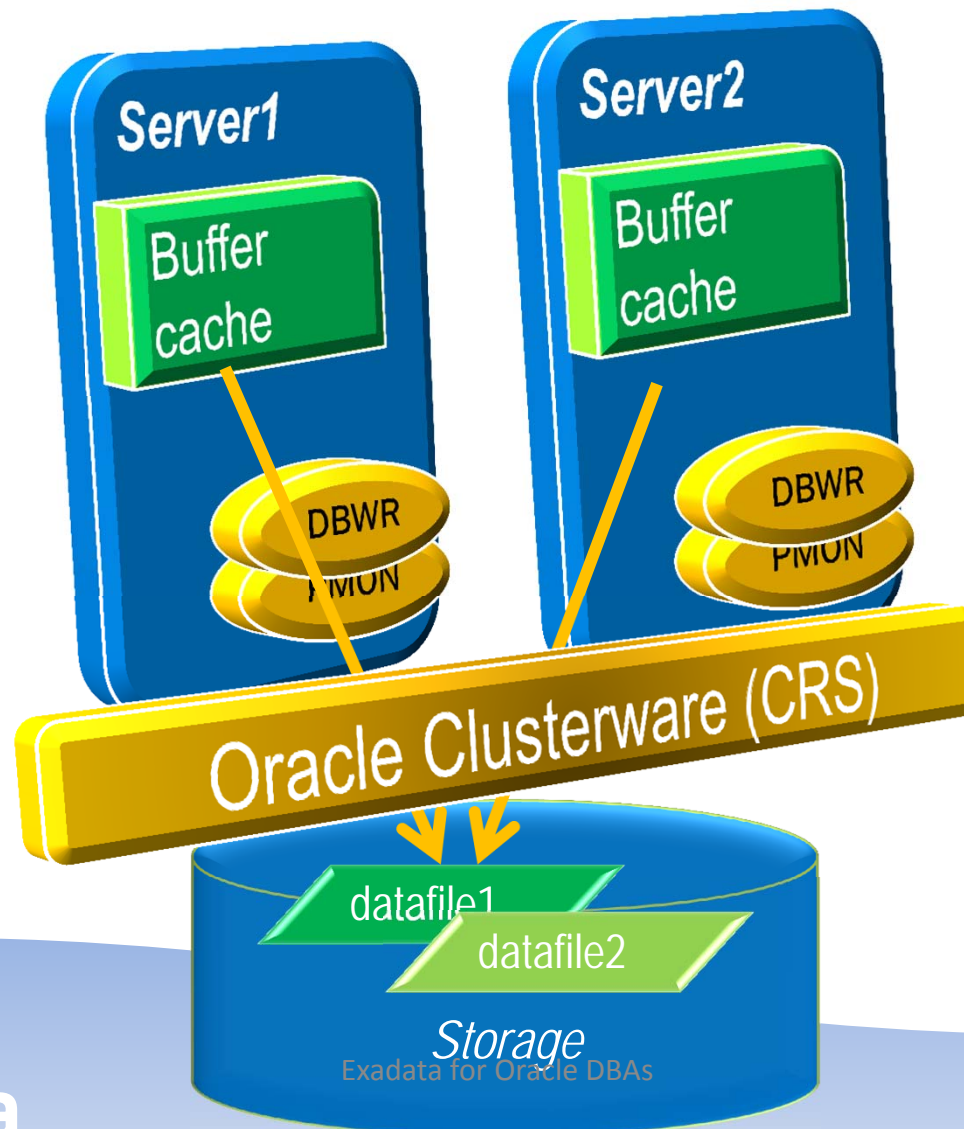 Server1
Buffer
cache
DBWR
PMON
Server2
Buffer
cache
DBWR
PMON
Oracle Clusterware (CRS)
datafile1
datafile2
Storage
Exadata for Oracle DBAs